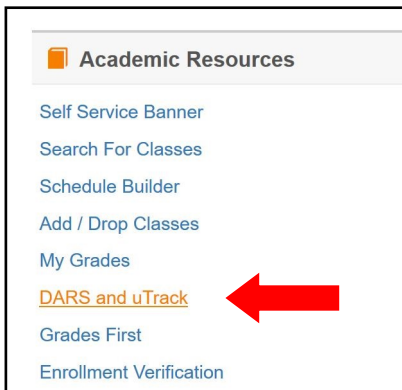 Academic Resources
Self Service Banner
Search For Classes
Schedule Builder
Add / Drop Classes
My Grades
DARS and uTrack
Grades First
Enrollment Verification